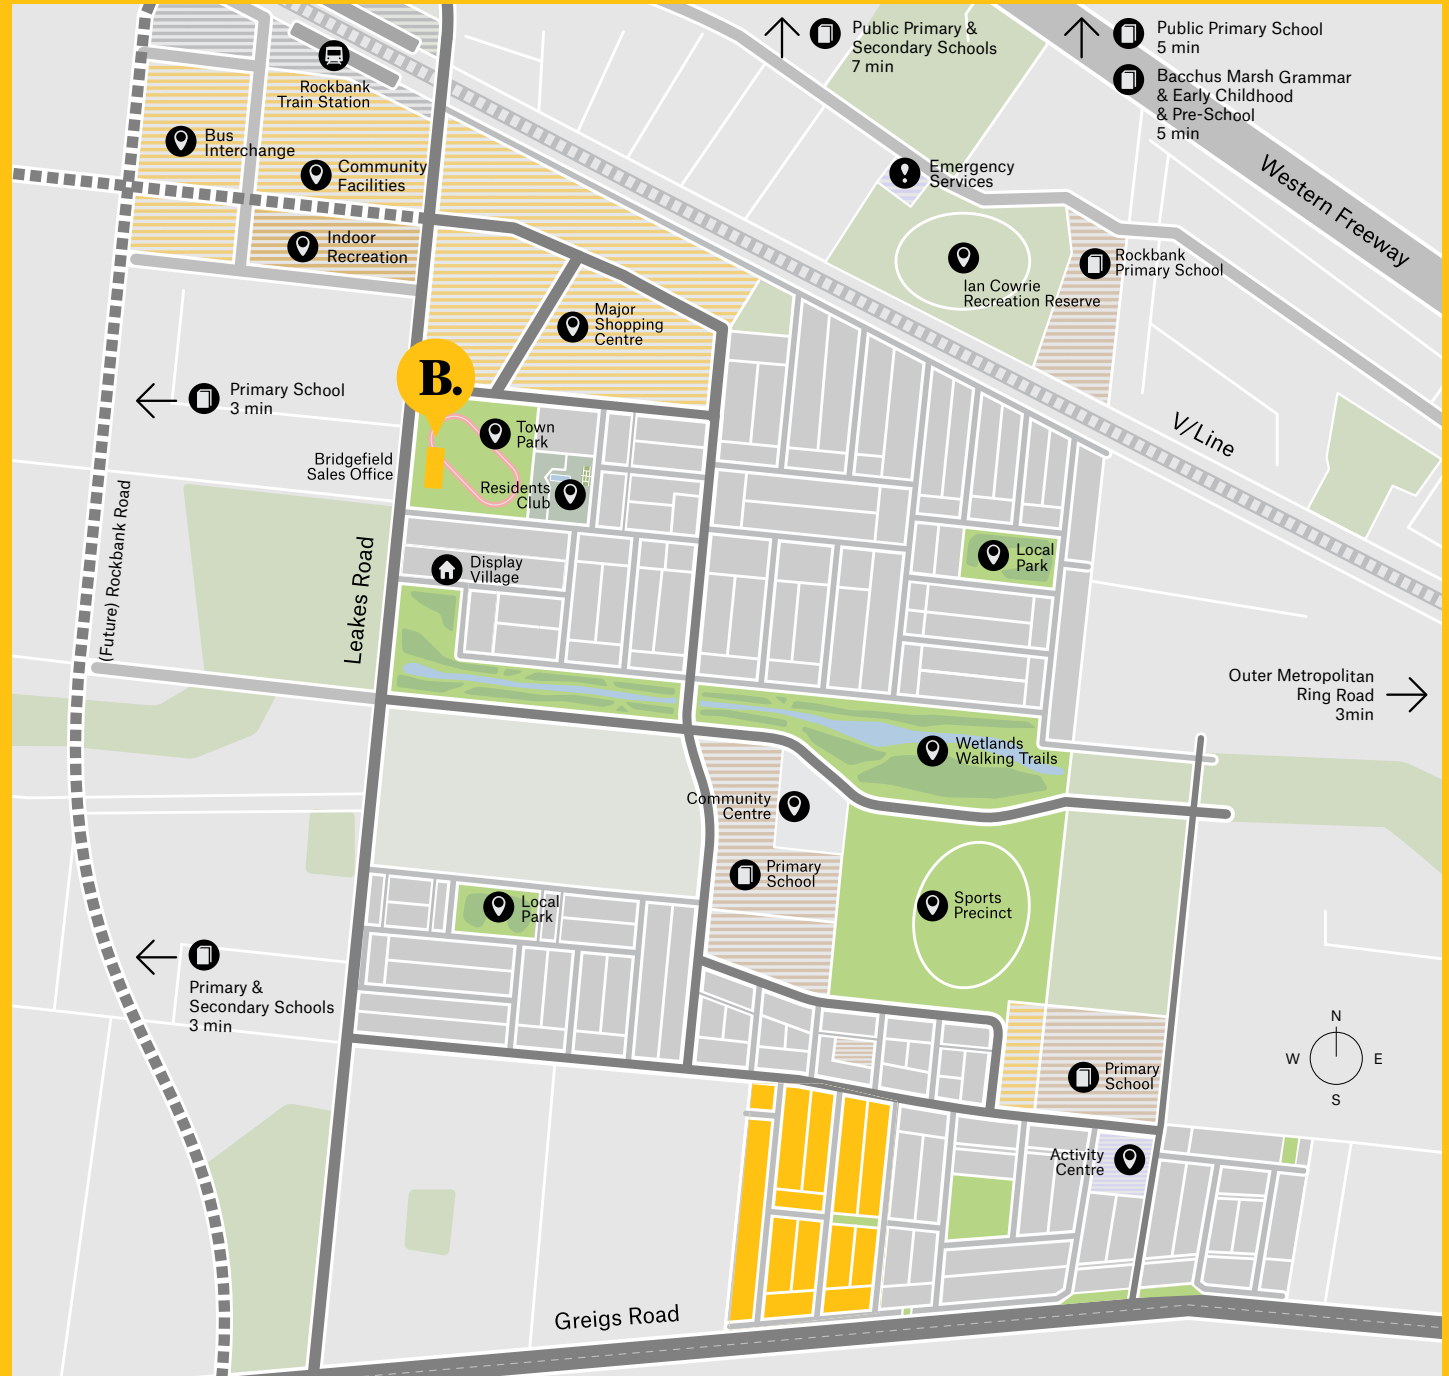 Public Primary &
Secondary Schools
7 min
Public Primary School
5 min
Bacchus Marsh Grammar
& Early Childhood
& Pre-School
5 min
Western Freeway
Rockbank
Train Station
Bus
Interchange
Community
Facilities
Indoor
Recreation
Emergency
Services
Ian Cowrie
Recreation Reserve
Rockbank
Primary School
Major
Shopping
Centre
B.
Primary School
3 min
Town
Park
V/Line
Bridgefield
Sales Office
Residents
Club
(Future) Rockbank Road
Leakes Road
Display
Village
Local
Park
Outer Metropolitan
Ring Road
3min
Wetlands
Walking Trails
Community
Centre
Primary
School
Sports
Precinct
Local
Park
Primary &
Secondary Schools
3 min
N
W
E
S
Primary
School
Activity
Centre
Greigs Road